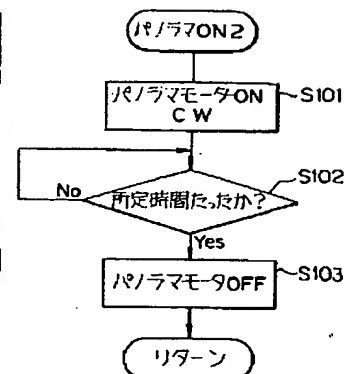 パノラマON2
パノラマモータON
CW
S101
所定時間たったか?
S102
No
Yes
パノラマモータOFF
S103
リターン